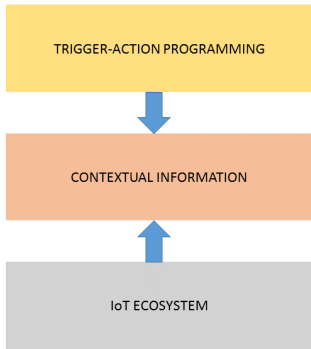 TRIGGER-ACTION PROGRAMMING
CONTEXTUAL INFORMATION
IoT ECOSYSTEM